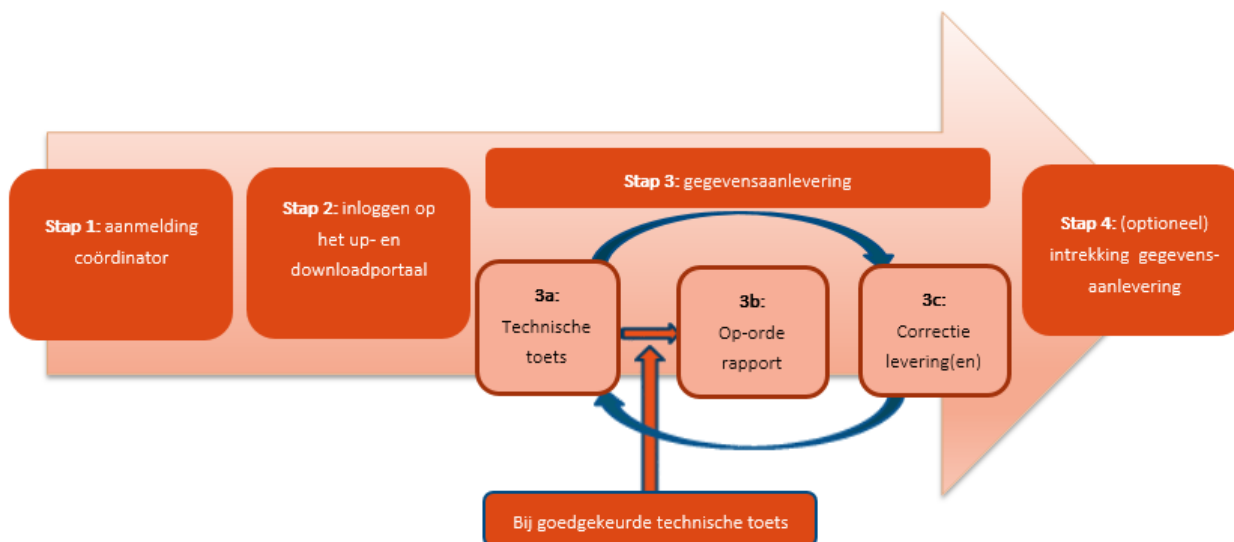 Stap 1: aanmelding
coördinator
Stap 2: inloggen op
het up- en
downloadportaal
Stap 3: gegevensaanlevering
3a:
Technische
toets
3b:
Op-orde
rapport
3c:
Correctie
levering(en)
Stap 4: (optioneel)
intrekking gegevens-
aanlevering
Bij goedgekeurde technische toets